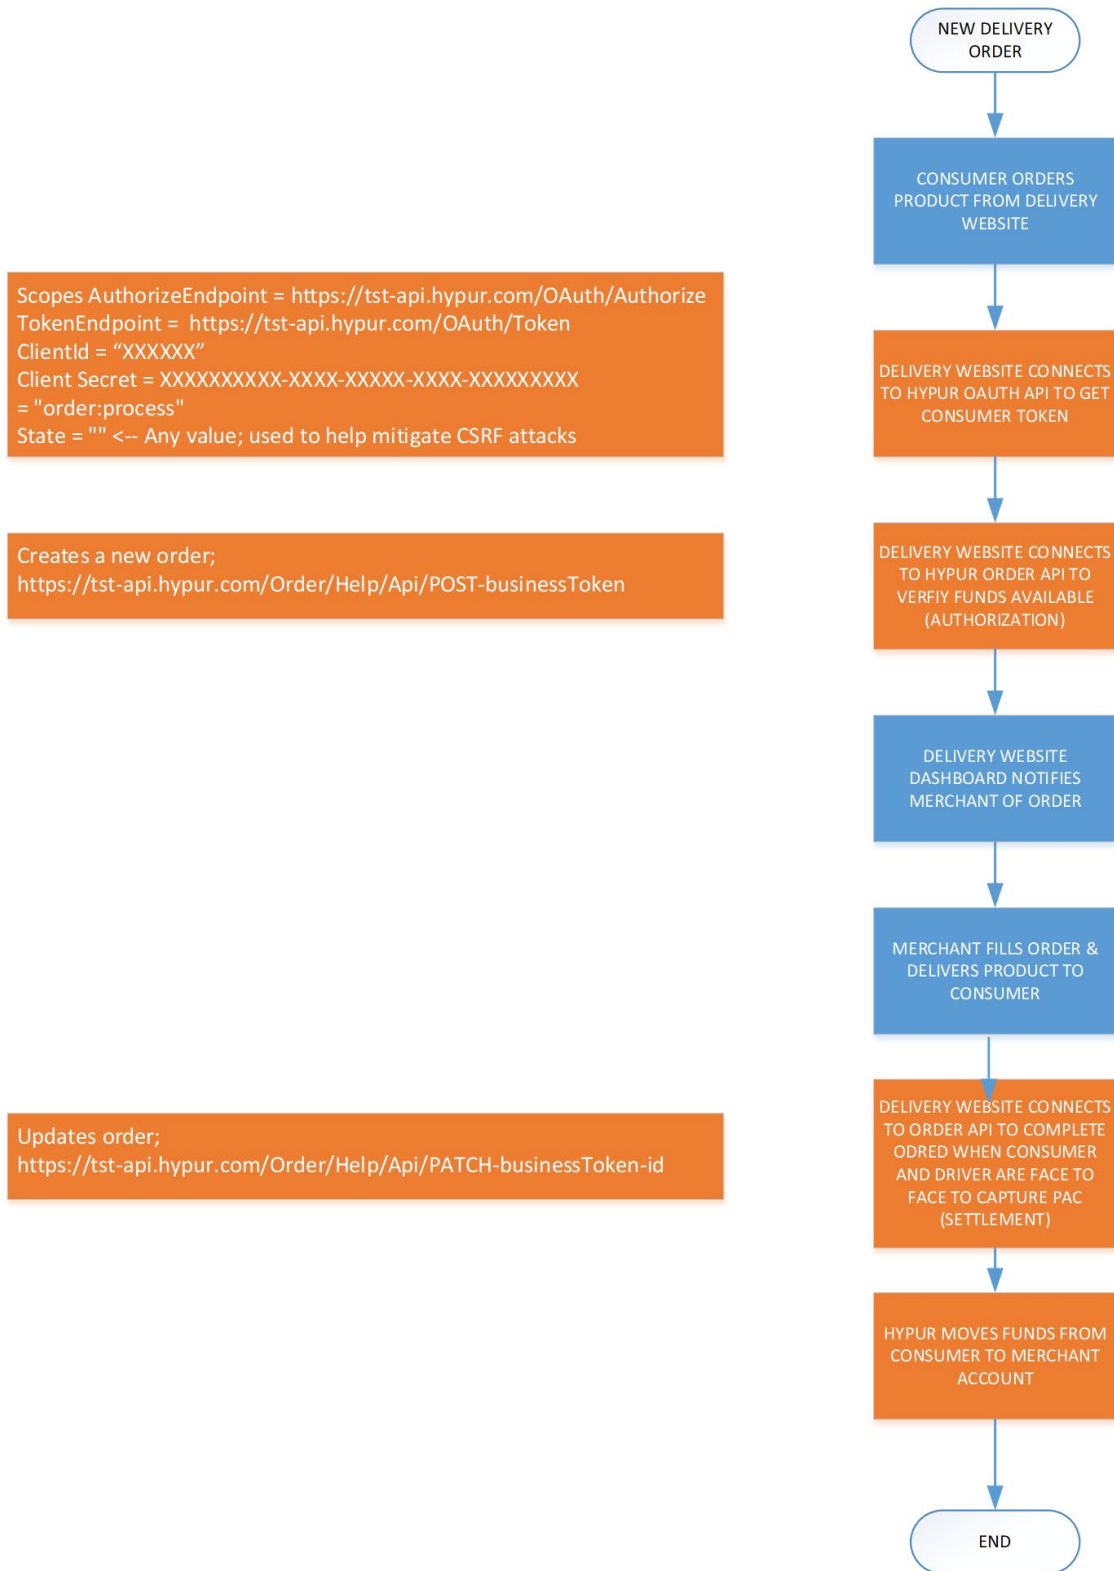 NEW DELIVERY
ORDER
CONSUMER ORDERS
PRODUCT FROM DELIVERY
WEBSITE
Scopes AuthorizeEndpoint = https://tst-api.hypur.com/OAuth/Authorize
TokenEndpoint =  https://tst-api.hypur.com/OAuth/Token
ClientId = “XXXXXX”
Client Secret = XXXXXXXXXX-XXXX-XXXXX-XXXX-XXXXXXXXX
= "order:process"
State = "" <-- Any value; used to help mitigate CSRF attacks
DELIVERY WEBSITE CONNECTS
TO HYPUR OAUTH API TO GET
CONSUMER TOKEN
Creates a new order;
https://tst-api.hypur.com/Order/Help/Api/POST-businessToken
DELIVERY WEBSITE CONNECTS
TO HYPUR ORDER API TO
VERFIY FUNDS AVAILABLE
(AUTHORIZATION)
DELIVERY WEBSITE
DASHBOARD NOTIFIES
MERCHANT OF ORDER
MERCHANT FILLS ORDER &
DELIVERS PRODUCT TO
CONSUMER
Updates order;
https://tst-api.hypur.com/Order/Help/Api/PATCH-businessToken-id
DELIVERY WEBSITE CONNECTS
TO ORDER API TO COMPLETE
ODRED WHEN CONSUMER
AND DRIVER ARE FACE TO
FACE TO CAPTURE PAC
(SETTLEMENT)
HYPUR MOVES FUNDS FROM
CONSUMER TO MERCHANT
ACCOUNT
END